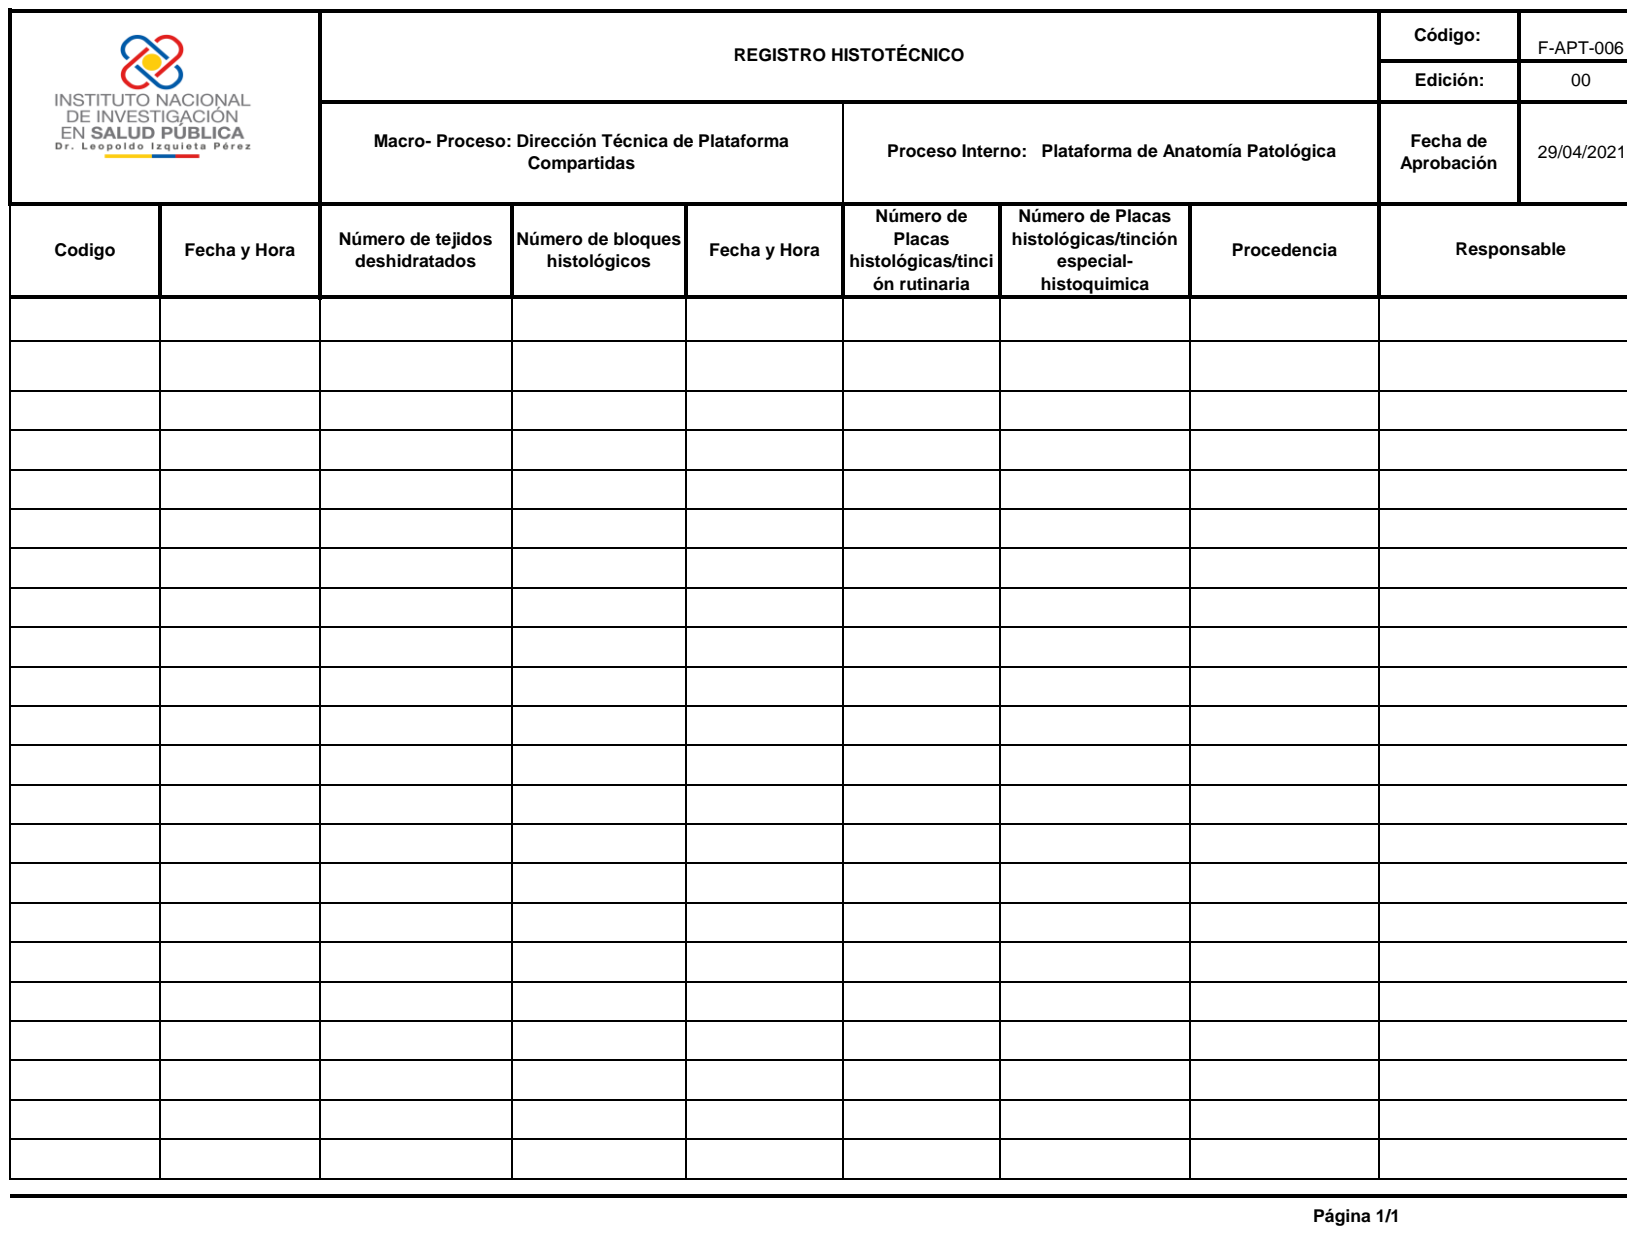 INSTITUTO NACIONAL
DE INVESTIGACIÓN
EN SALUD PÚBLICA
Dr. Leopoldo Izquieta Pérez
REGISTRO HISTOTÉCNICO
Código:
F-APT-006
Edición:
00
Macro- Proceso: Dirección Técnica de Plataforma
Compartidas
Proceso Interno: Plataforma de Anatomía Patológica
Fecha de
Aprobación
29/04/2021
Codigo
Fecha y Hora
Número de tejidos
deshidratados
Número de bloques
histológicos
Fecha y Hora
Número de
Placas
histológicas/tinci
ón rutinaria
Número de Placas
histológicas/tinción
especial-
histoquimica
Procedencia
Responsable
Página 1/1